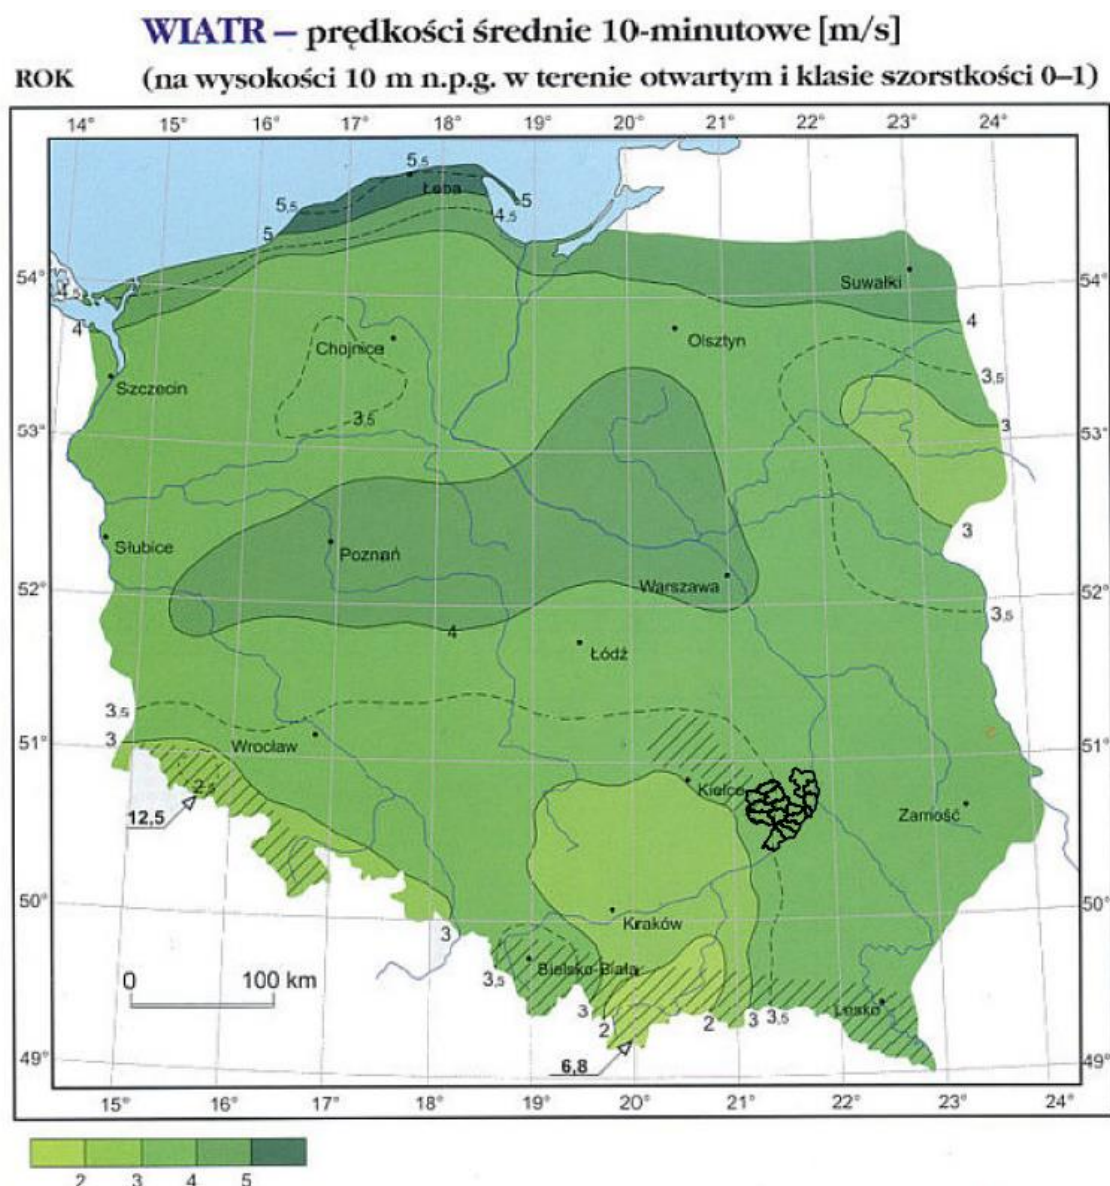 WIATR – prędkości średnie 10-minutowe [m/s]
ROK (na wysokości 10 m n.p.g. w terenie otwartym i klasie szorstkości 0–1)
14° 15° 16° 17° 18° 19° 20° 21° 22° 23° 24°
5,5
Łeba
5,5
5
4,5
5
54°
Suwałki
54°
4,5
4
4
Olsztyn
Chojnice
3,5
Szczecin
3,5
53°
3
53°
3
Słubice
Poznań
Warszawa
52°
52°
3,5
4
Łódź
3,5
3
51°
Wrocław
51°
2,5
Kielce
12,5
Zamość
50°
50°
Kraków
3
0 100 km
Bielsko-Biała
3,5
3
2
2
3
3,5
Lesko
6,8
49°
49°
15° 16° 17° 18° 19° 20° 21° 22° 23° 24°
2 3 4 5